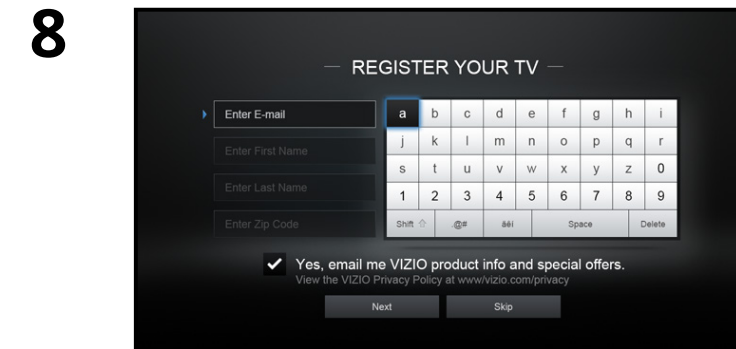 8
— REGISTER YOUR TV —
Enter E-mail
Enter First Name
Enter Last Name
Enter Zip Code
a b c d e f g h i
j k l m n o p q r
s t u v w x y z 0
1 2 3 4 5 6 7 8 9
Shift .@# āëí Space Delete
Yes, email me VIZIO product info and special offers.
View the VIZIO Privacy Policy at www/vizio.com/privacy
Next Skip